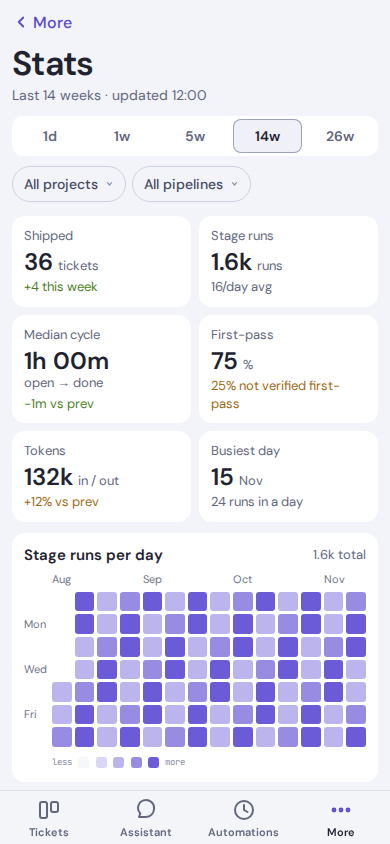 More
Stats
Last 14 weeks · updated 12:00
1d 1w 5w 14w 26w
All projects All pipelines
Shipped
36 tickets
+4 this week
Stage runs
1.6k runs
16/day avg
Median cycle
1h 00m
open → done
-1m vs prev
First-pass
75 %
25% not verified first-
pass
Tokens
132k in / out
+12% vs prev
Busiest day
15 Nov
24 runs in a day
Stage runs per day 1.6k total
Aug Sep Oct Nov
Mon
Wed
Fri
less more
Tickets Assistant Automations More